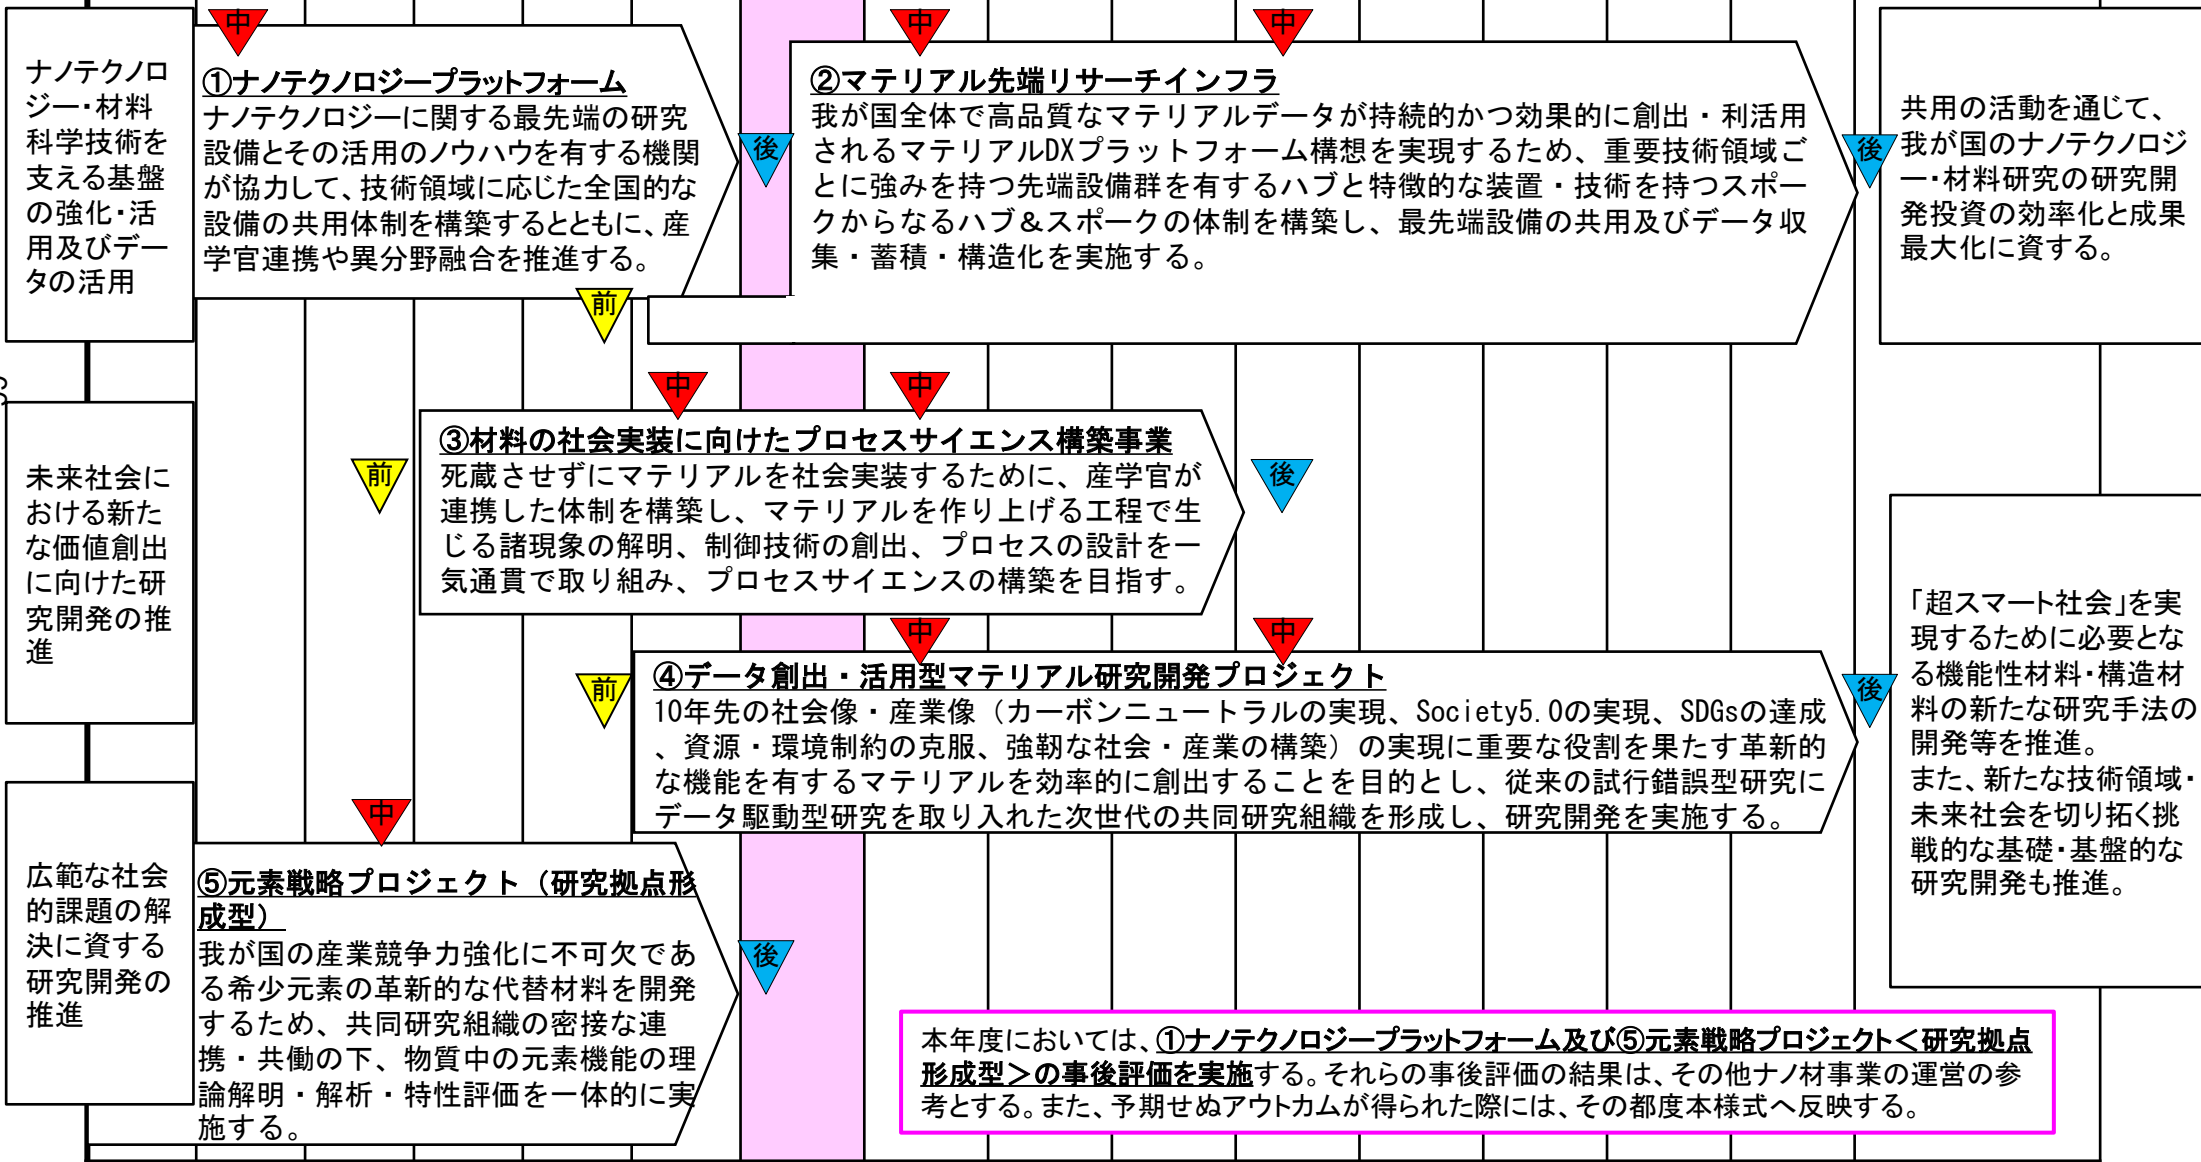 ナノテクノロ
ジー・材料
科学技術を
支える基盤
の強化・活
用及びデー
タの活用
中
①ナノテクノロジープラットフォーム
ナノテクノロジーに関する最先端の研究
設備とその活用のノウハウを有する機関
が協力して、技術領域に応じた全国的な
設備の共用体制を構築するとともに、産
学官連携や異分野融合を推進する。
後
前
中
中
②マテリアル先端リサーチインフラ
我が国全体で高品質なマテリアルデータが持続的かつ効果的に創出・利活用
されるマテリアルDXプラットフォーム構想を実現するため、重要技術領域ご
とに強みを持つ先端設備群を有するハブと特徴的な装置・技術を持つスポー
クからなるハブ＆スポークの体制を構築し、最先端設備の共用及びデータ収
集・蓄積・構造化を実施する。
後
共用の活動を通じて、
我が国のナノテクノロジ
ー・材料研究の研究開
発投資の効率化と成果
最大化に資する。
未来社会に
おける新た
な価値創出
に向けた研
究開発の推
進
前
中
中
③材料の社会実装に向けたプロセスサイエンス構築事業
死蔵させずにマテリアルを社会実装するために、産学官が
連携した体制を構築し、マテリアルを作り上げる工程で生
じる諸現象の解明、制御技術の創出、プロセスの設計を一
気通貫で取り組み、プロセスサイエンスの構築を目指す。
後
前
中
中
④データ創出・活用型マテリアル研究開発プロジェクト
10年先の社会像・産業像（カーボンニュートラルの実現、Society5.0の実現、SDGsの達成
、資源・環境制約の克服、強靭な社会・産業の構築）の実現に重要な役割を果たす革新的
な機能を有するマテリアルを効率的に創出することを目的とし、従来の試行錯誤型研究に
データ駆動型研究を取り入れた次世代の共同研究組織を形成し、研究開発を実施する。
後
「超スマート社会」を実
現するために必要とな
る機能性材料・構造材
料の新たな研究手法の
開発等を推進。
また、新たな技術領域・
未来社会を切り拓く挑
戦的な基礎・基盤的な
研究開発も推進。
広範な社会
的課題の解
決に資する
研究開発の
推進
中
⑤元素戦略プロジェクト（研究拠点形
成型）
我が国の産業競争力強化に不可欠であ
る希少元素の革新的な代替材料を開発
するため、共同研究組織の密接な連
携・共働の下、物質中の元素機能の理
論解明・解析・特性評価を一体的に実
施する。
後
本年度においては、①ナノテクノロジープラットフォーム及び⑤元素戦略プロジェクト＜研究拠点
形成型＞の事後評価を実施する。それらの事後評価の結果は、その他ナノ材事業の運営の参
考とする。また、予期せぬアウトカムが得られた際には、その都度本様式へ反映する。